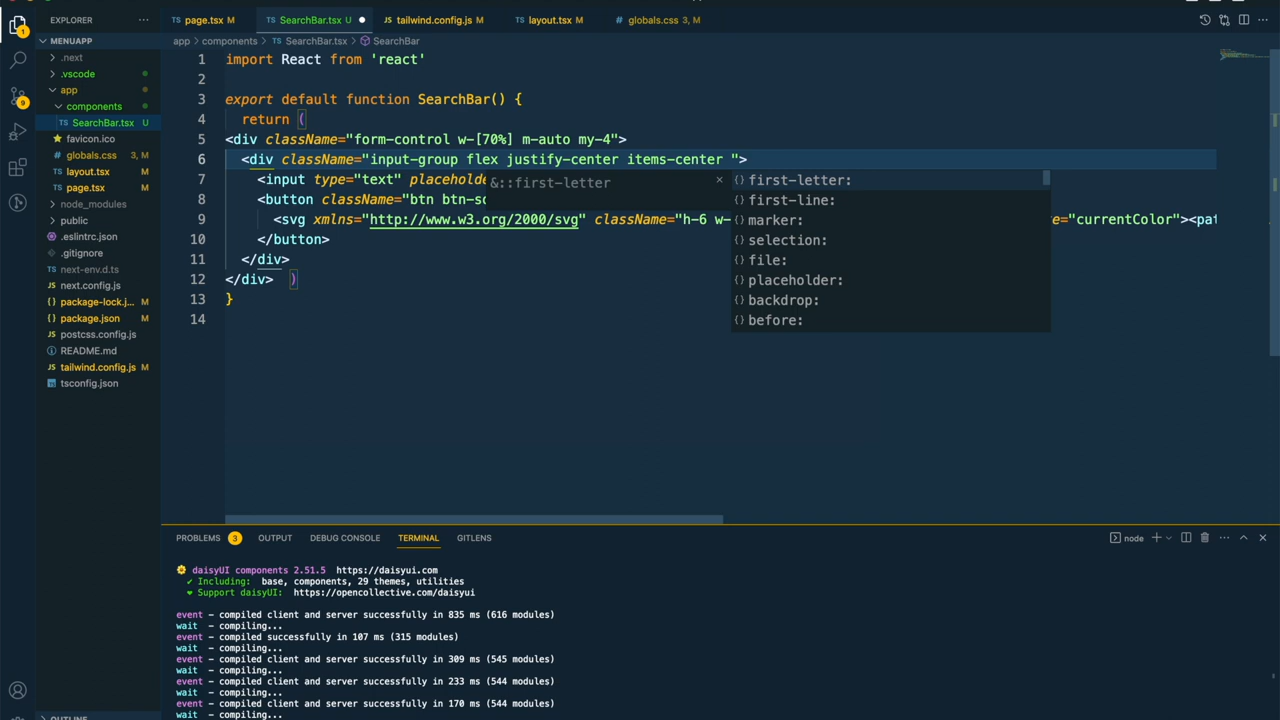 EXPLORER
page.tsx M
SearchBar.tsx U
tailwind.config.js M
layout.tsx M
globals.css 3, M
MENUAPP
app > components > SearchBar.tsx > SearchBar
.next
.vscode
app
components
SearchBar.tsx U
favicon.ico
globals.css 3, M
layout.tsx M
page.tsx M
node_modules
public
.eslintrc.json
.gitignore
next-env.d.ts
next.config.js
package-lock.j... M
package.json M
postcss.config.js
README.md
tailwind.config.js M
tsconfig.json
OUTLINE
1
9
1 import React from 'react'
2
3 export default function SearchBar() {
4 return (
5 <div className="form-control w-[70%] m-auto my-4">
6 <div className="input-group flex justify-center items-center ">
7 <input type="text" placeholde
8 <button className="btn btn-sq
9 <svg xmlns="http://www.w3.org/2000/svg" className="h-6 w- e="currentColor"><pat
10 </button>
11 </div>
12 </div> )
13 }
14
&::first-letter
first-letter:
first-line:
marker:
selection:
file:
placeholder:
backdrop:
before:
PROBLEMS 3 OUTPUT DEBUG CONSOLE TERMINAL GITLENS
node
daisyUI components 2.51.5 https://daisyui.com
✔ Including: base, components, 29 themes, utilities
♥ Support daisyUI: https://opencollective.com/daisyui
event - compiled client and server successfully in 835 ms (616 modules)
wait - compiling...
event - compiled successfully in 107 ms (315 modules)
wait - compiling...
event - compiled client and server successfully in 309 ms (545 modules)
wait - compiling...
event - compiled client and server successfully in 233 ms (544 modules)
wait - compiling...
event - compiled client and server successfully in 170 ms (544 modules)
wait - compiling...